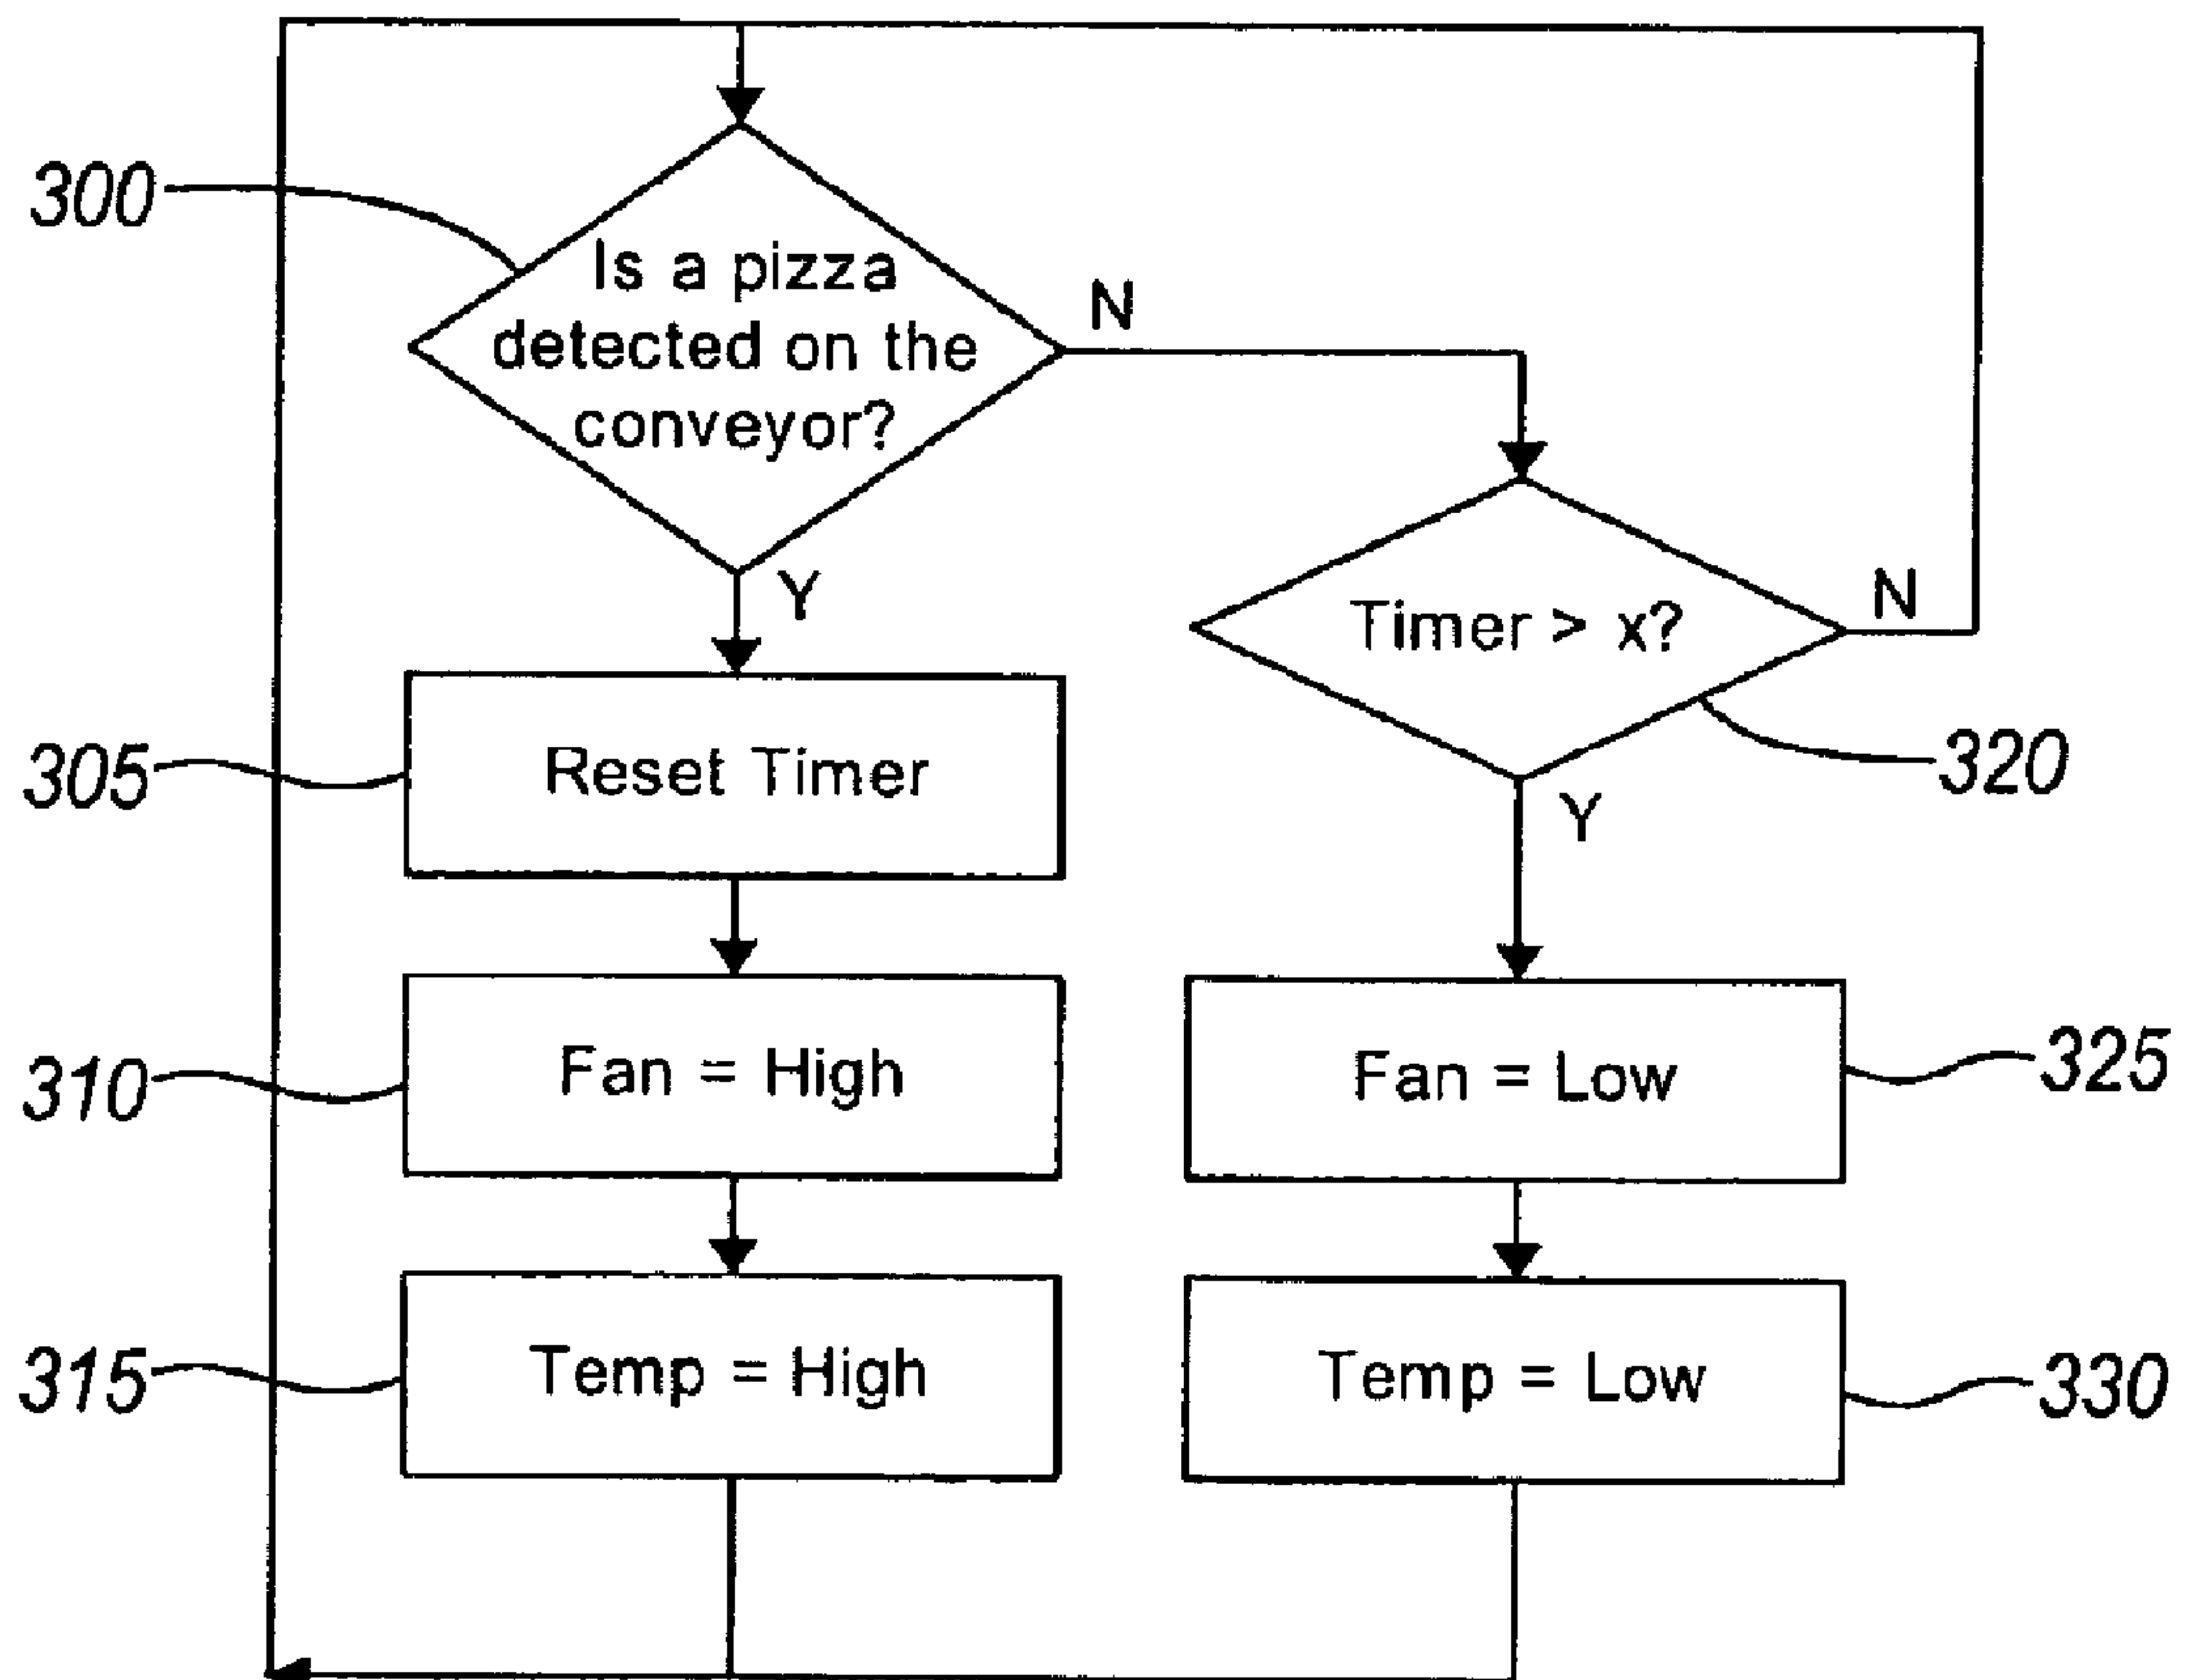 300
Is a pizza
detected on the
conveyor?
N
Y
Timer > x?
N
320
Y
305
Reset Timer
310
Fan = High
Fan = Low
325
315
Temp = High
Temp = Low
330